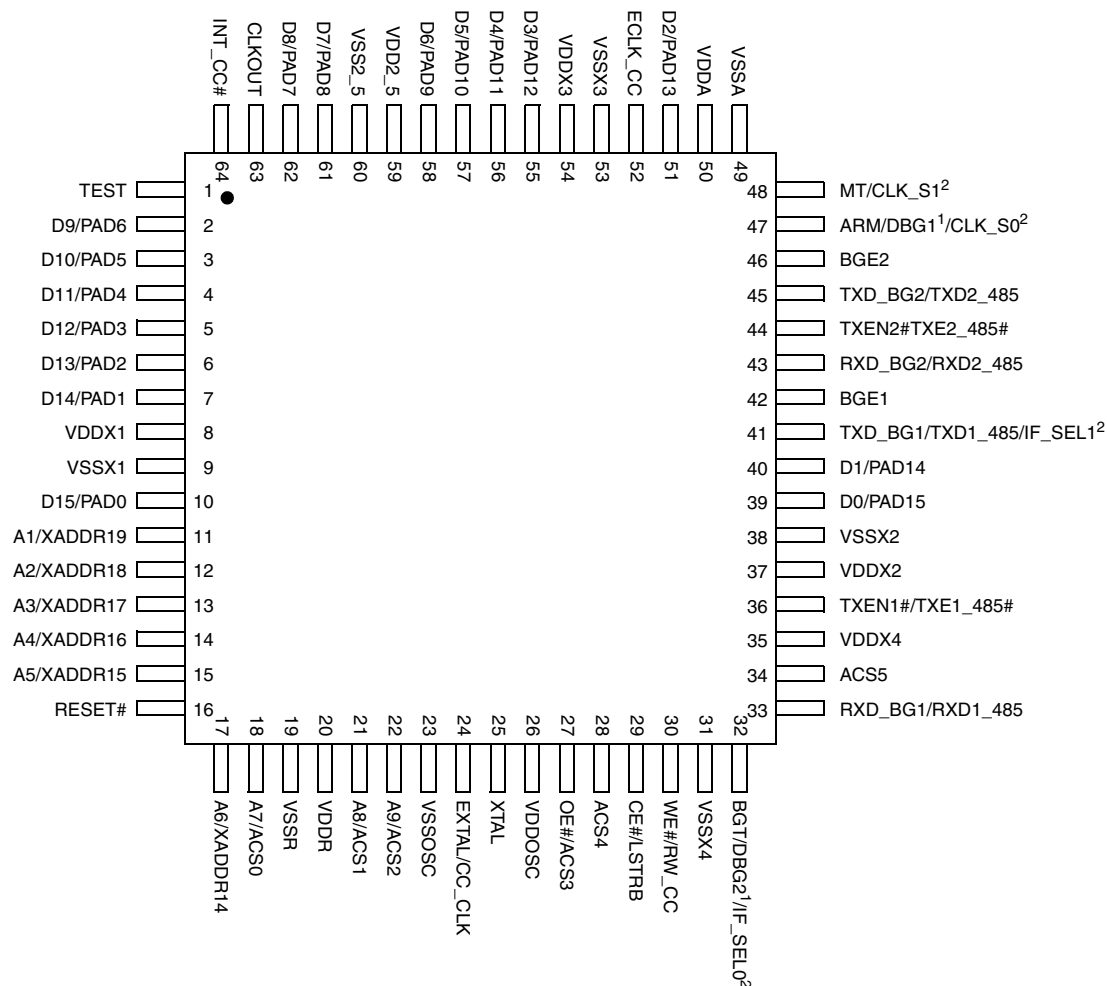 INT_CC#
CLKOUT
D8/PAD7
D7/PAD8
VSS2_5
VDD2_5
D6/PAD9
D5/PAD10
D4/PAD11
D3/PAD12
VDDX3
VSSX3
ECLK_CC
D2/PAD13
VDDA
VSSA
64
63
62
61
60
59
58
57
56
55
54
53
52
51
50
49
TEST 1
D9/PAD6 2
D10/PAD5 3
D11/PAD4 4
D12/PAD3 5
D13/PAD2 6
D14/PAD1 7
VDDX1 8
VSSX1 9
D15/PAD0 10
A1/XADDR19 11
A2/XADDR18 12
A3/XADDR17 13
A4/XADDR16 14
A5/XADDR15 15
RESET# 16
48 MT/CLK_S1²
47 ARM/DBG1¹/CLK_S0²
46 BGE2
45 TXD_BG2/TXD2_485
44 TXEN2#TXE2_485#
43 RXD_BG2/RXD2_485
42 BGE1
41 TXD_BG1/TXD1_485/IF_SEL1²
40 D1/PAD14
39 D0/PAD15
38 VSSX2
37 VDDX2
36 TXEN1#/TXE1_485#
35 VDDX4
34 ACS5
33 RXD_BG1/RXD1_485
17
18
19
20
21
22
23
24
25
26
27
28
29
30
31
32
A6/XADDR14
A7/ACS0
VSSR
VDDR
A8/ACS1
A9/ACS2
VSSOSC
EXTAL/CC_CLK
XTAL
VDDOSC
OE#/ACS3
ACS4
CE#/LSTRB
WE#/RW_CC
VSSX4
BGT/DBG2¹/IF_SEL0²